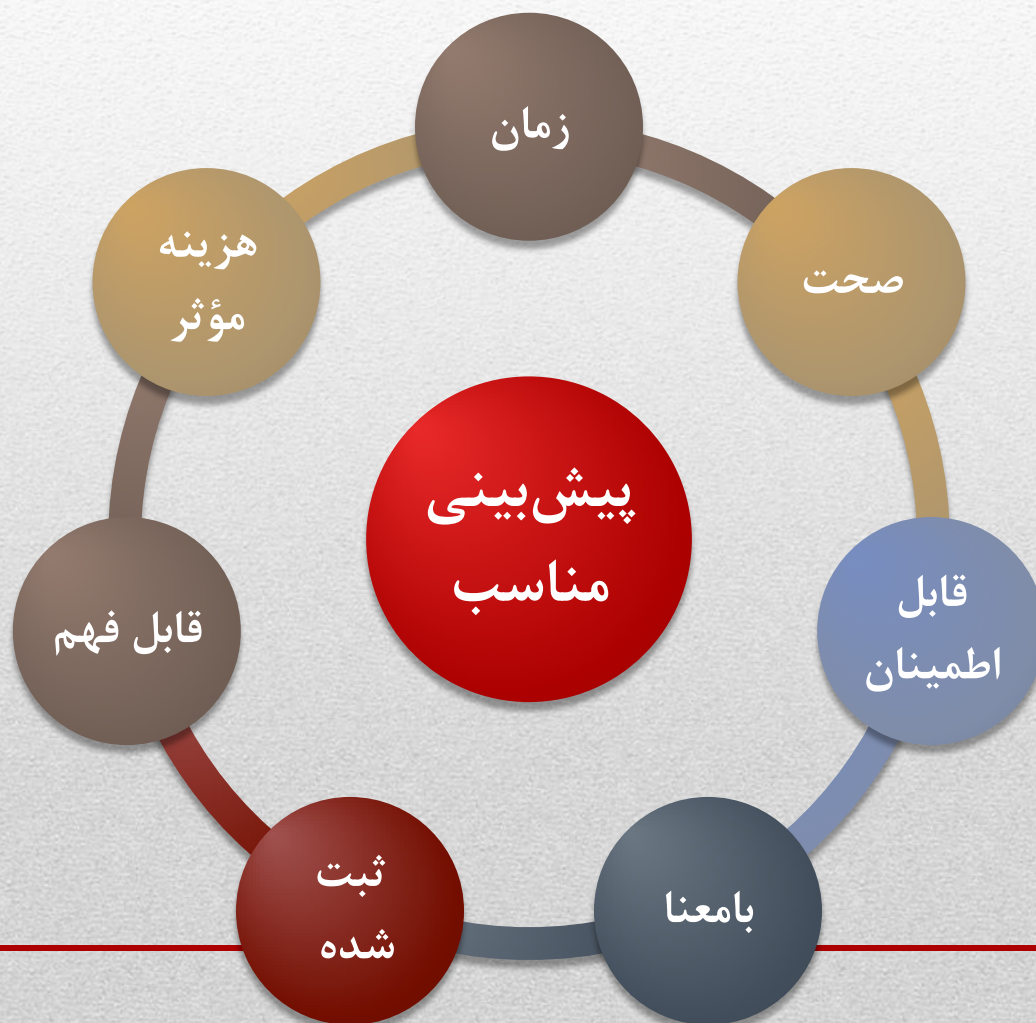 زمان
صحت
قابل
اطمینان
بامعنا
ثبت
شده
قابل فهم
هزینه
مؤثر
پیش‌بینی
مناسب